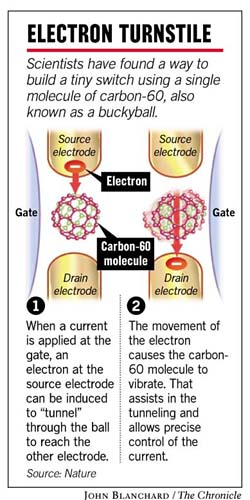 ELECTRON TURNSTILE
Scientists have found a way to
build a tiny switch using a single
molecule of carbon-60, also
known as a buckyball.
Source
electrode
Source
electrode
Electron
Gate
Gate
Carbon-60
molecule
Drain
electrode
Drain
electrode
1
When a current
is applied at the
gate, an
electron at the
source electrode
can be induced
to “tunnel”
through the ball
to reach the
other electrode.
2
The movement of
the electron
causes the carbon-
60 molecule to
vibrate. That
assists in the
tunneling and
allows precise
control of the
current.
Source: Nature
JOHN BLANCHARD / The Chronicle